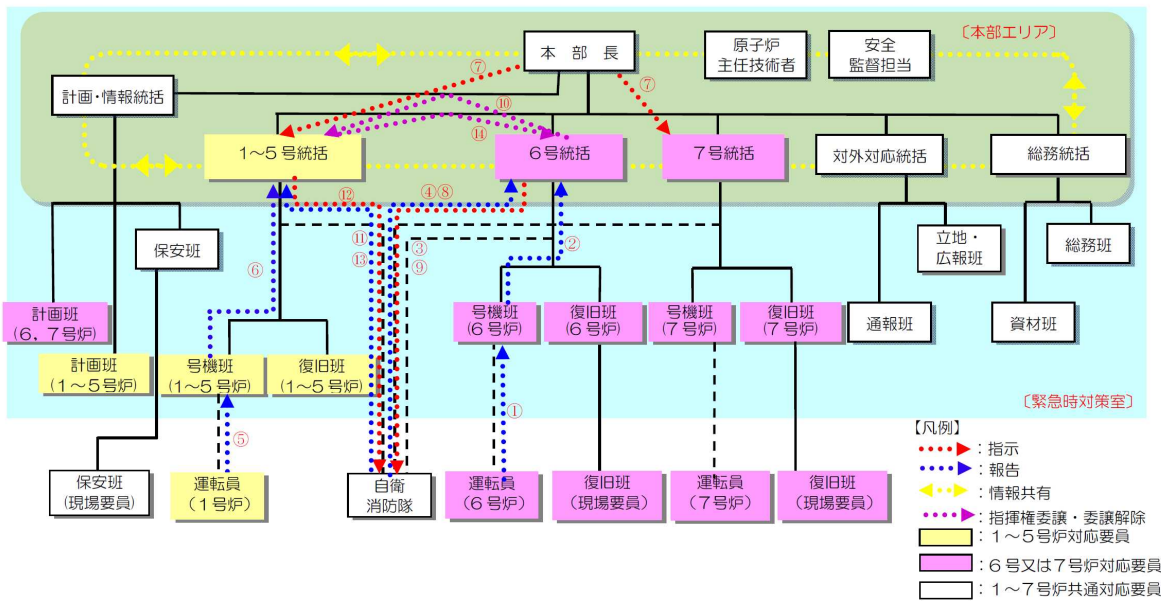 〔本部エリア〕
本 部 長
原子炉
主任技術者
安全
監督担当
計画・情報統括
⑦
⑦
⑩
⑭
1～5号統括
6号統括
7号統括
対外対応統括
総務統括
⑫
④⑧
⑪
⑬
③
⑨
②
⑥
保安班
立地・
広報班
総務班
計画班
(6，7号炉)
号機班
(6号炉)
復旧班
(6号炉)
号機班
(7号炉)
復旧班
(7号炉)
通報班
資材班
計画班
(1～5号炉)
号機班
(1～5号炉)
復旧班
(1～5号炉)
〔緊急時対策室〕
①
⑤
保安班
(現場要員)
運転員
(1号炉)
自衛
消防隊
運転員
(6号炉)
復旧班
(現場要員)
運転員
(7号炉)
復旧班
(現場要員)
【凡例】
：指示
：報告
：情報共有
：指揮権委譲・委譲解除
：1～5号炉対応要員
：6号又は7号炉対応要員
：1～7号炉共通対応要員